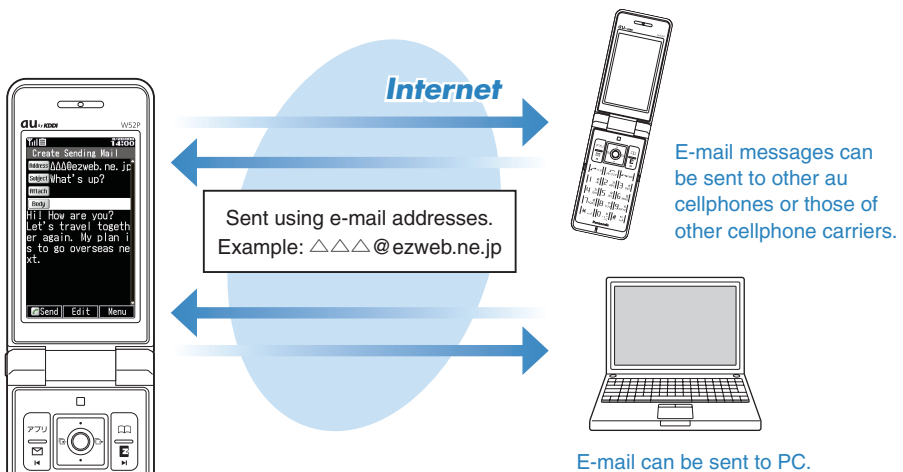 Internet
au by KDDI W52P
14:00
Create Sending Mail
Address △△△@ezweb.ne.jp
Subject What's up?
Attach
Body
Hi! How are you?
Let's travel togeth
er again. My plan i
s to go overseas ne
xt.
Send Edit Menu
アプリ
Sent using e-mail addresses.
Example: △△△@ezweb.ne.jp
au
Panasonic
E-mail messages can
be sent to other au
cellphones or those of
other cellphone carriers.
E-mail can be sent to PC.